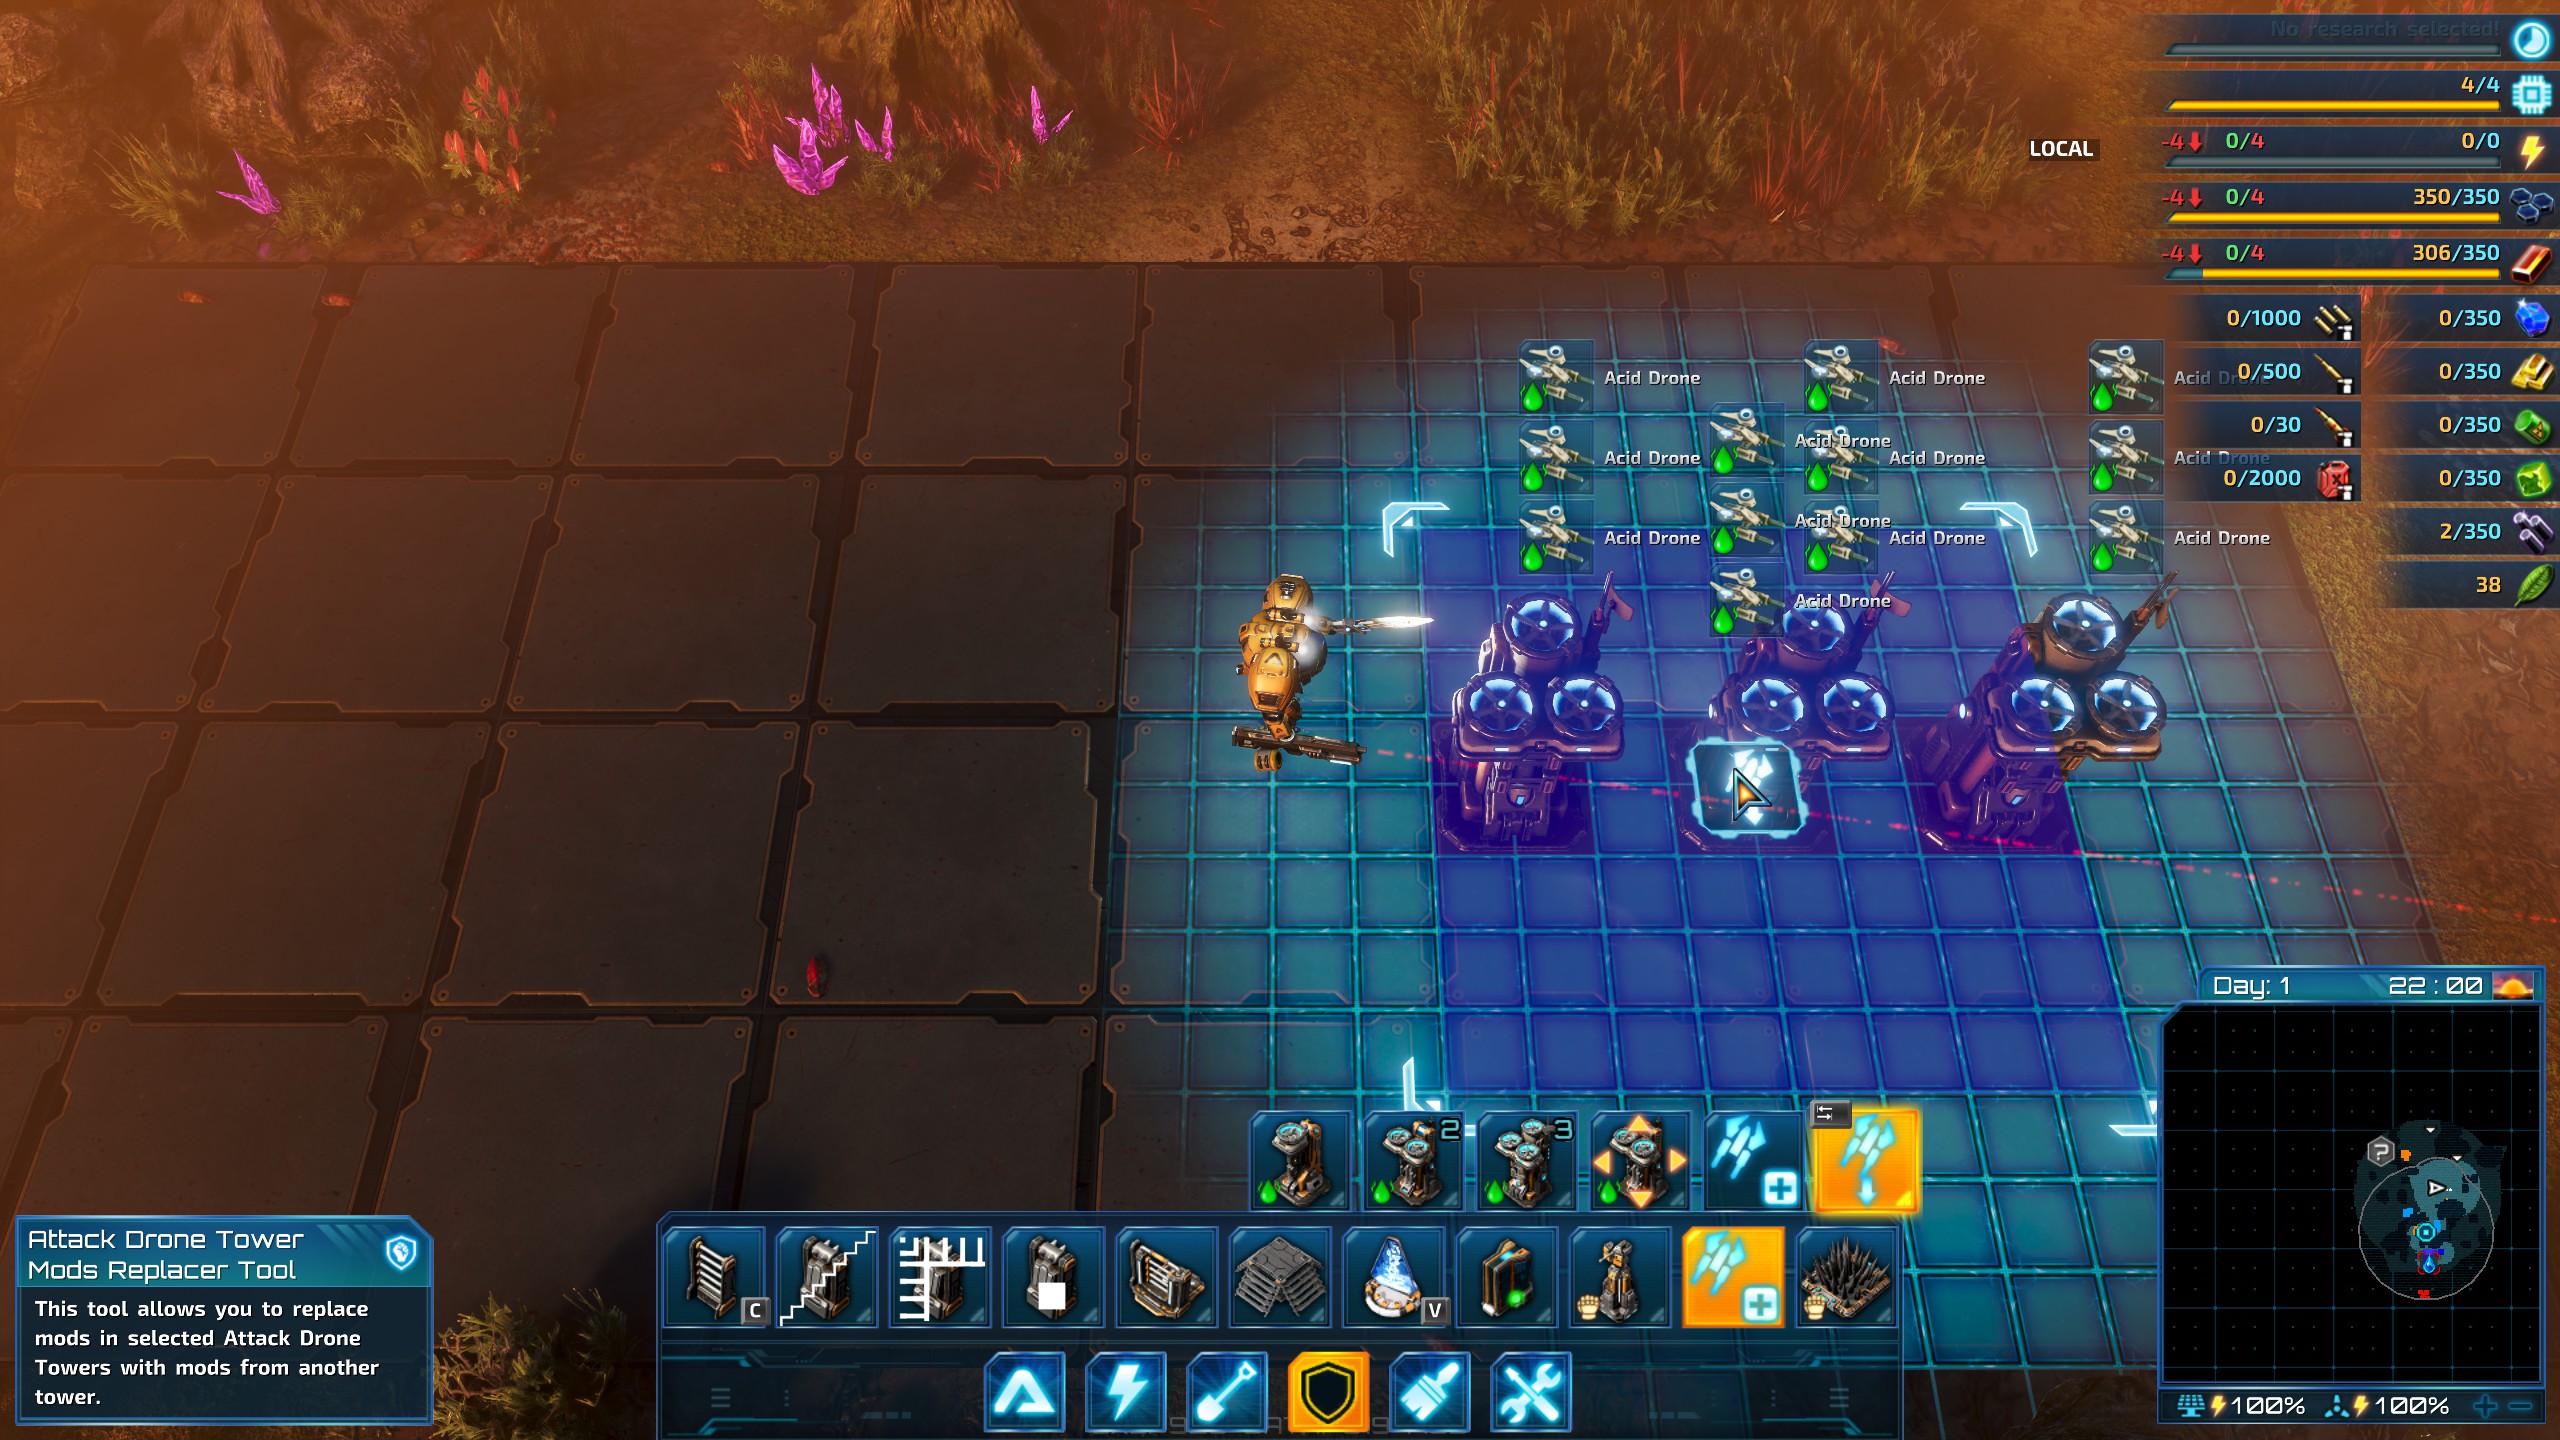 No research selected!
4/4
LOCAL
-4 0/4 0/0
-4 0/4 350/350
-4 0/4 306/350
0/1000 0/350
Acid Drone
Acid Drone
Acid Drone
0/500 0/350
0/30 0/350
Acid Drone
Acid Drone
Acid Drone
Acid Drone
0/2000 0/350
Acid Drone
2/350
Acid Drone
Acid Drone
Acid Drone
38
Acid Drone
Day: 1 22:00
?
2
3
Attack Drone Tower
Mods Replacer Tool
This tool allows you to replace
mods in selected Attack Drone
Towers with mods from another
tower.
C
V
100% 100%